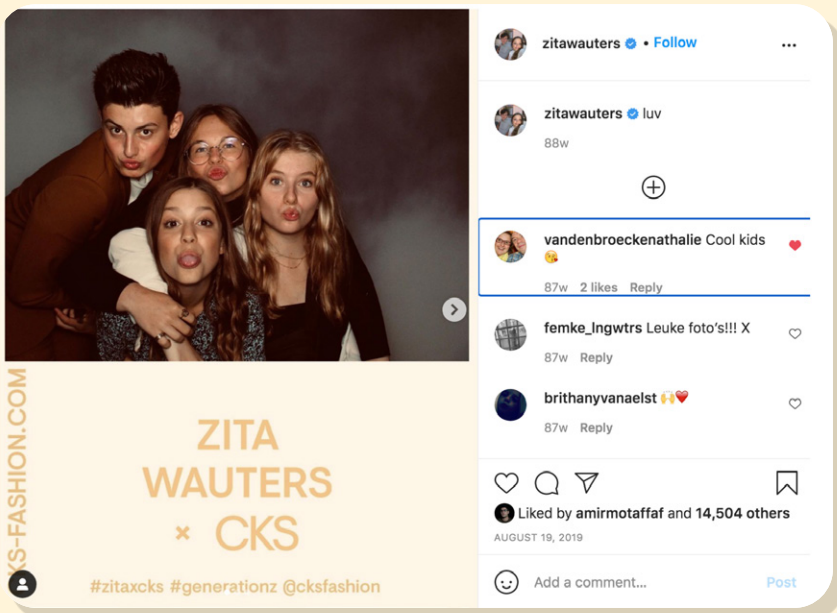 zitawauters • Follow
zitawauters luv
88w
vandenbroeckenathalie Cool kids
😘
87w 2 likes Reply
femke_lngwtrs Leuke foto's!!! X
87w Reply
brithanyvanaelst 🙌❤️
87w Reply
Liked by amirmotaffaf and 14,504 others
AUGUST 19, 2019
Add a comment... Post
KS-FASHION.COM
ZITA
WAUTERS
× CKS
#zitaxcks #generationz @cksfashion